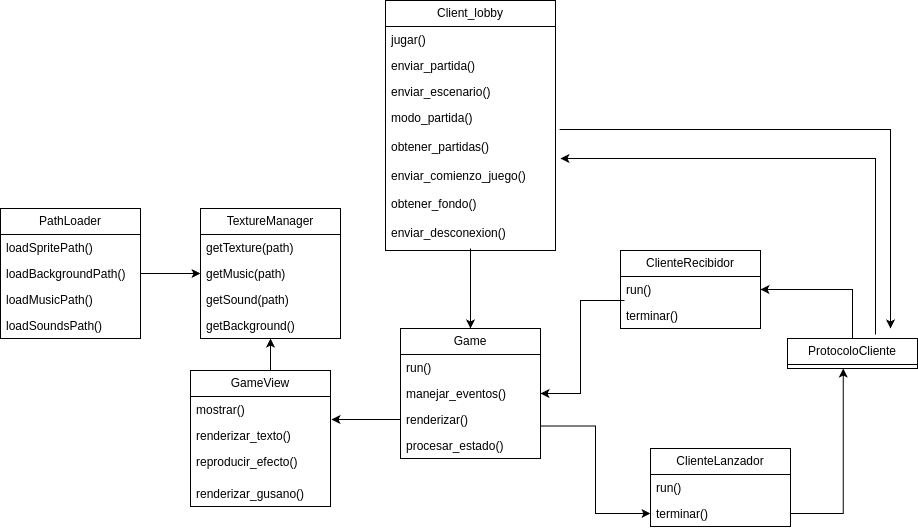 Client_lobby
jugar()
enviar_partida()
enviar_escenario()
modo_partida()
obtener_partidas()
enviar_comienzo_juego()
obtener_fondo()
enviar_desconexion()
PathLoader
loadSpritePath()
loadBackgroundPath()
loadMusicPath()
loadSoundsPath()
TextureManager
getTexture(path)
getMusic(path)
getSound(path)
getBackground()
ClienteRecibidor
run()
terminar()
Game
run()
manejar_eventos()
renderizar()
procesar_estado()
ProtocoloCliente
GameView
mostrar()
renderizar_texto()
reproducir_efecto()
renderizar_gusano()
ClienteLanzador
run()
terminar()